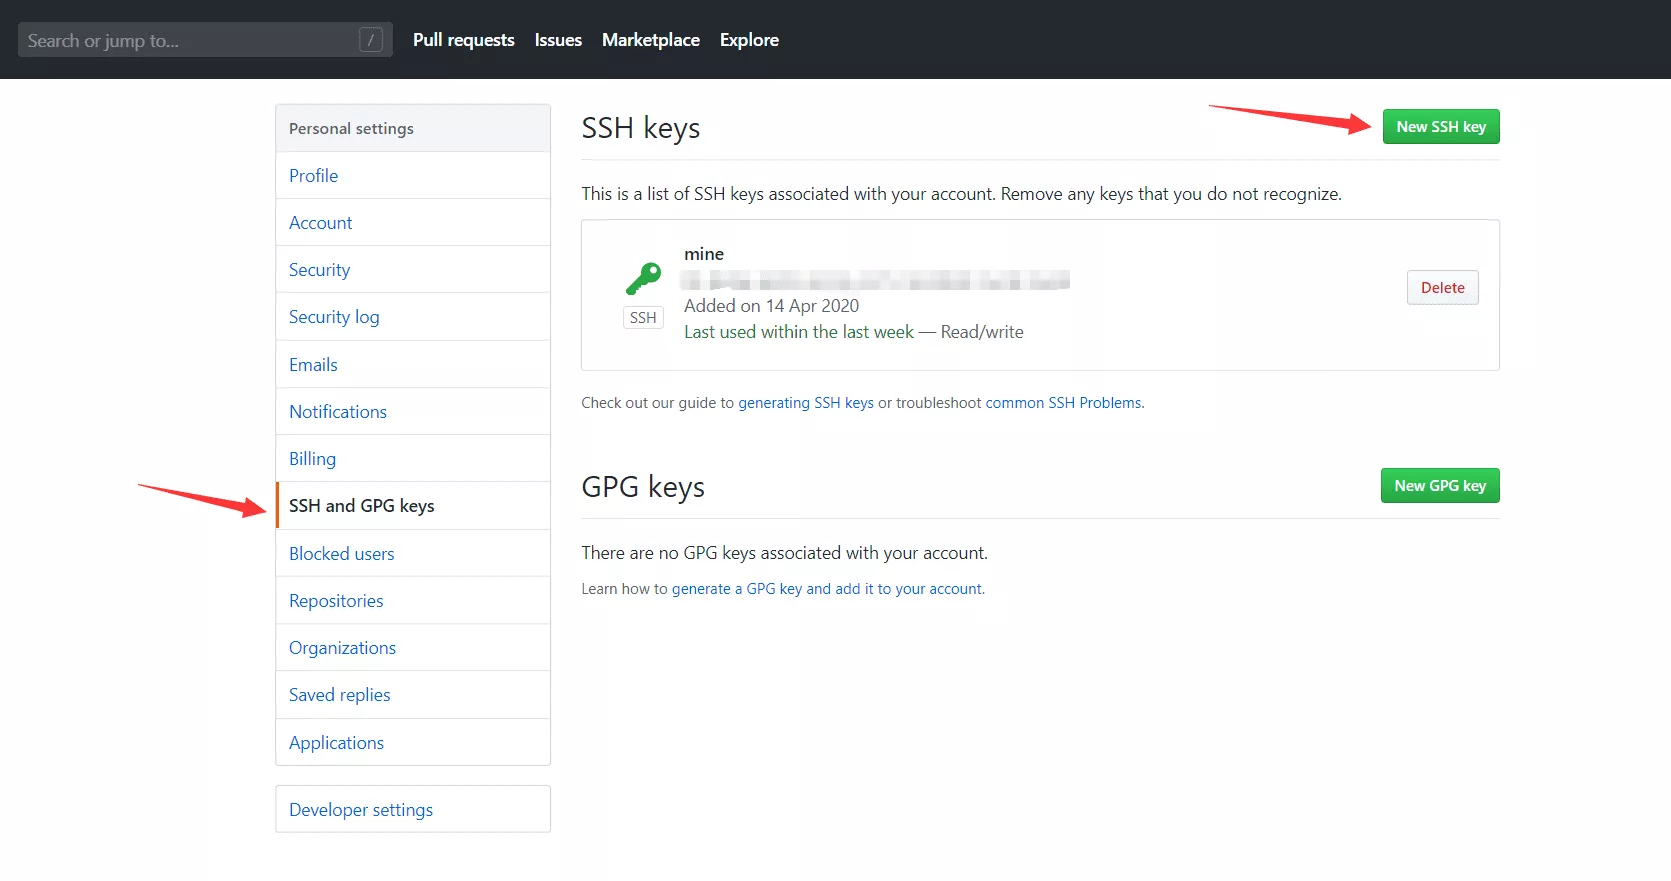 Search or jump to... /
Pull requests Issues Marketplace Explore
Personal settings
Profile
Account
Security
Security log
Emails
Notifications
Billing
SSH and GPG keys
Blocked users
Repositories
Organizations
Saved replies
Applications
Developer settings
SSH keys
New SSH key
This is a list of SSH keys associated with your account. Remove any keys that you do not recognize.
mine
SSH
Added on 14 Apr 2020
Last used within the last week — Read/write
Delete
Check out our guide to generating SSH keys or troubleshoot common SSH Problems.
GPG keys
New GPG key
There are no GPG keys associated with your account.
Learn how to generate a GPG key and add it to your account.